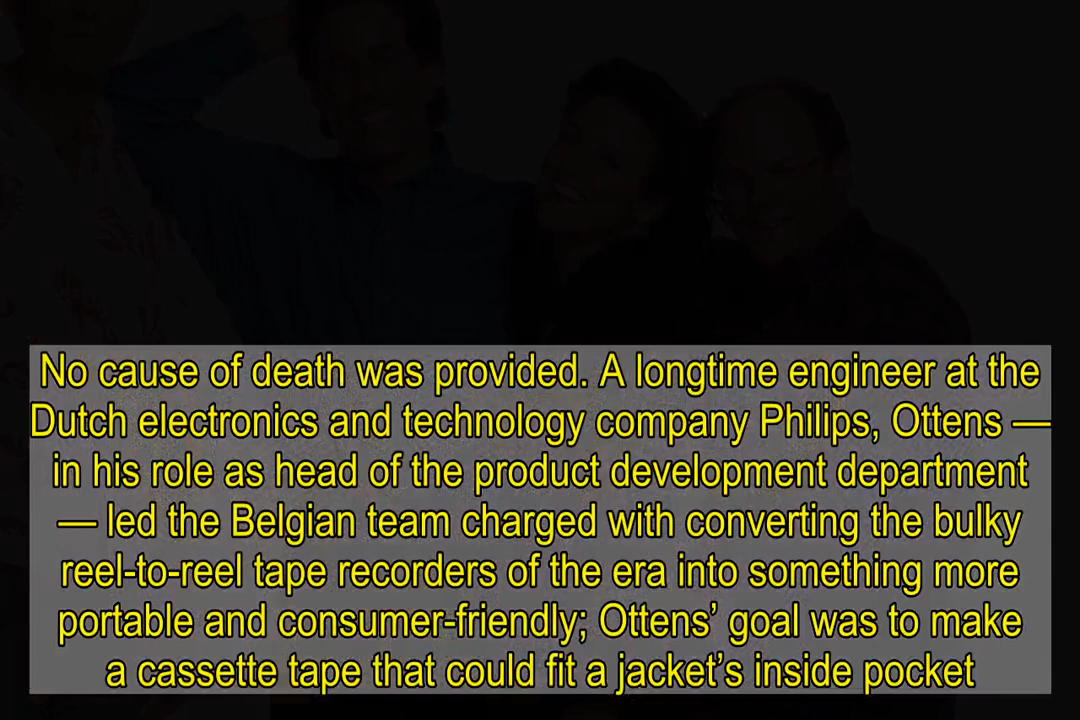 No cause of death was provided. A longtime engineer at the
Dutch electronics and technology company Philips, Ottens —
in his role as head of the product development department
— led the Belgian team charged with converting the bulky
reel-to-reel tape recorders of the era into something more
portable and consumer-friendly; Ottens’ goal was to make
a cassette tape that could fit a jacket’s inside pocket